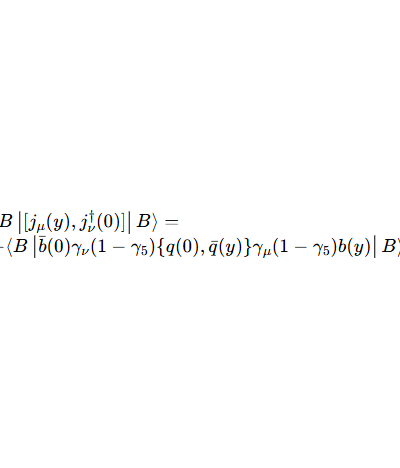 B |[j_μ(y), j_ν^†(0)]| B⟩ =
-⟨B |b̄(0)γ_ν(1 − γ_5){q(0), q̄(y)}γ_μ(1 − γ_5)b(y)| B⟩